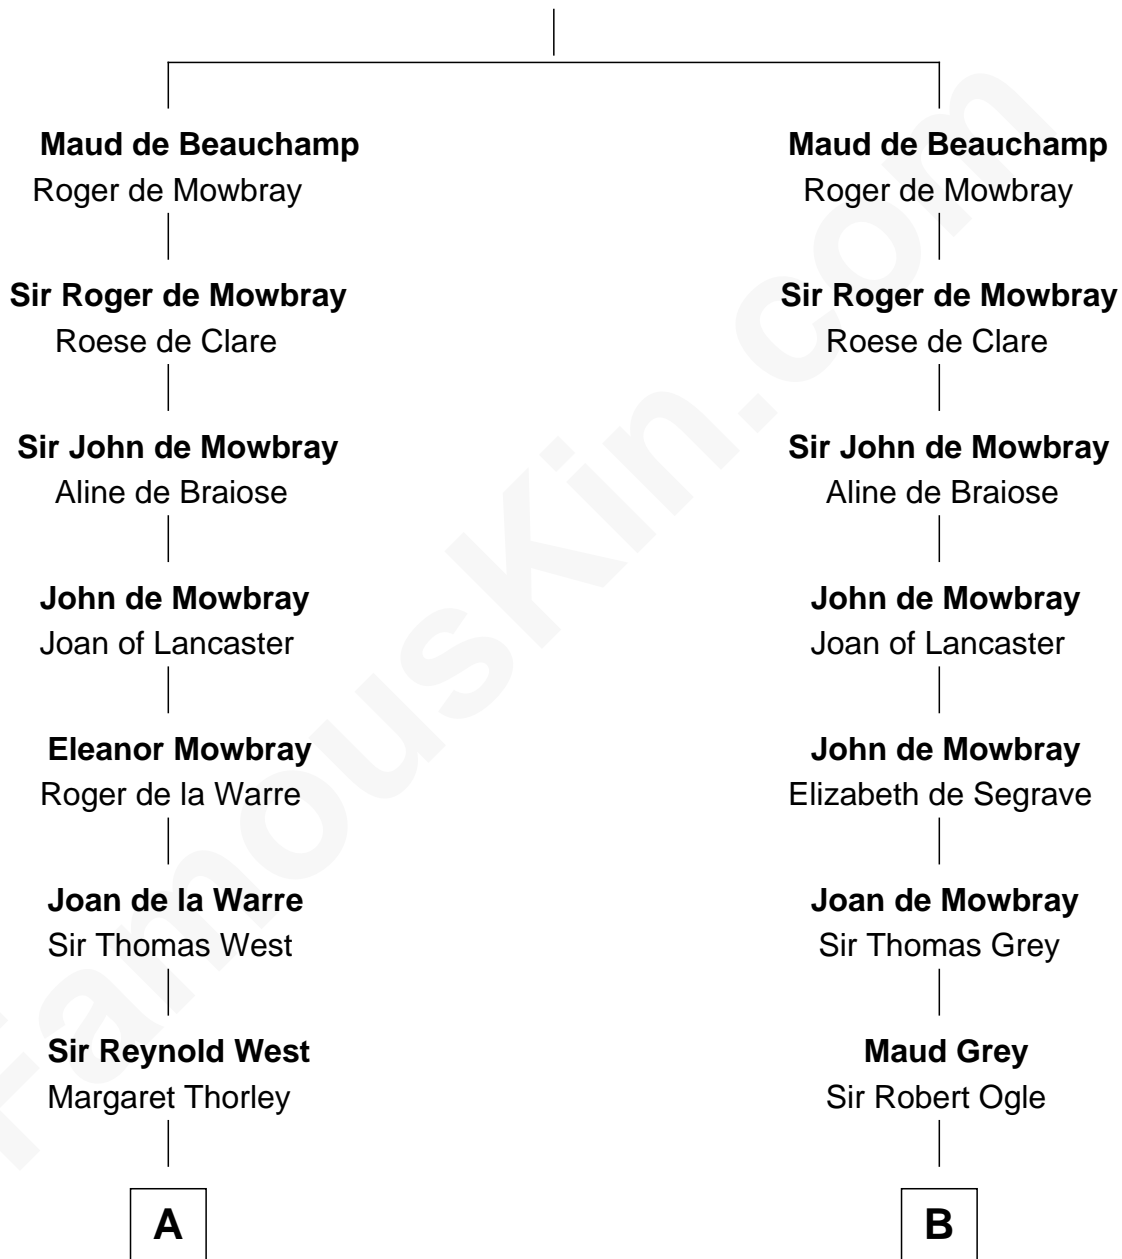 Maud de Beauchamp
Roger de Mowbray
Sir Roger de Mowbray
Roese de Clare
Sir John de Mowbray
Aline de Braiose
John de Mowbray
Joan of Lancaster
Eleanor Mowbray
Roger de la Warre
Joan de la Warre
Sir Thomas West
Sir Reynold West
Margaret Thorley
A
Maud de Beauchamp
Roger de Mowbray
Sir Roger de Mowbray
Roese de Clare
Sir John de Mowbray
Aline de Braiose
John de Mowbray
Joan of Lancaster
John de Mowbray
Elizabeth de Segrave
Joan de Mowbray
Sir Thomas Grey
Maud Grey
Sir Robert Ogle
B
FamousKin.com